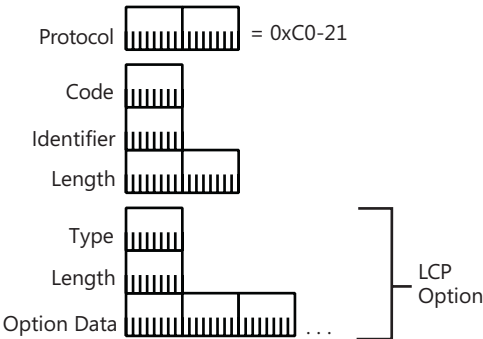 Protocol = 0xC0-21
Code
Identifier
Length
Type
Length
Option Data . . .
LCP
Option